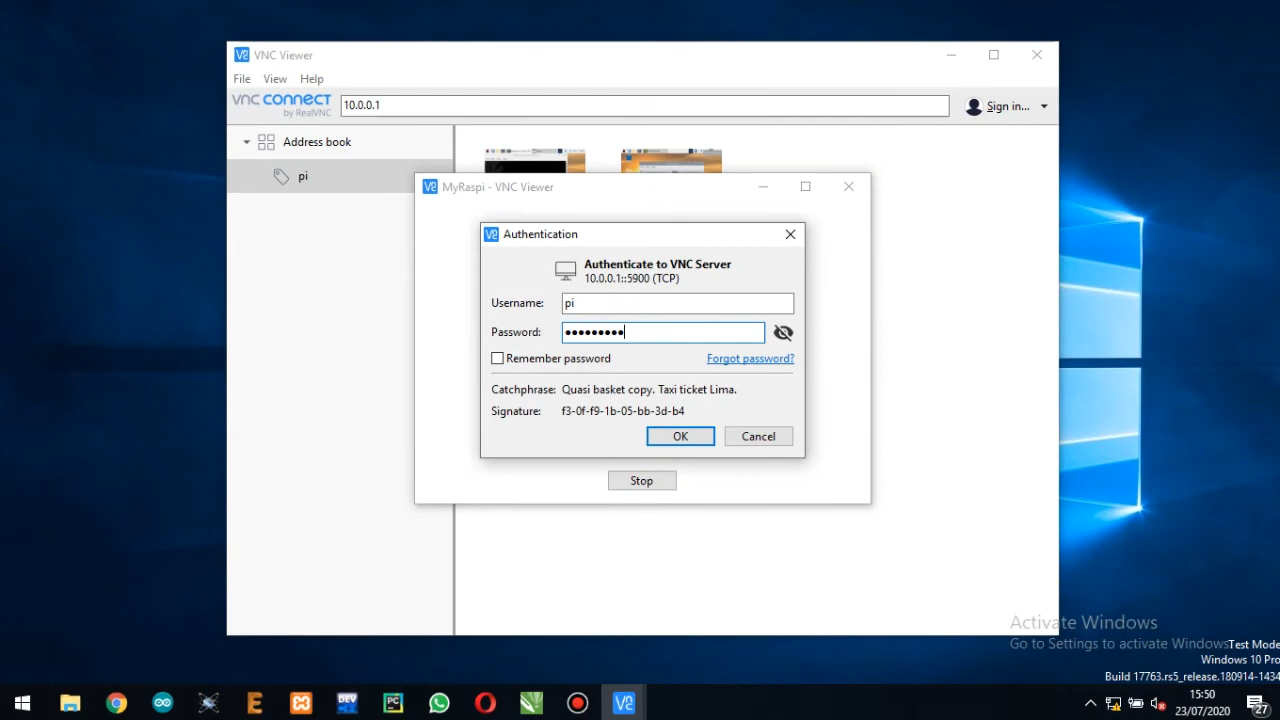 VNC Viewer
File View Help
vnc connect
by RealVNC
10.0.0.1
Sign in...
Address book
pi
MyRaspi - VNC Viewer
Authentication
Authenticate to VNC Server
10.0.0.1::5900 (TCP)
Username: pi
Password: ●●●●●●●●●
Remember password Forgot password?
Catchphrase: Quasi basket copy. Taxi ticket Lima.
Signature: f3-0f-f9-1b-05-bb-3d-b4
OK Cancel
Stop
Activate Windows
Go to Settings to activate Windows
Test Mode
Windows 10 Pro
Build 17763.rs5_release.180914-1434
DEV
PC
15:50
23/07/2020
27